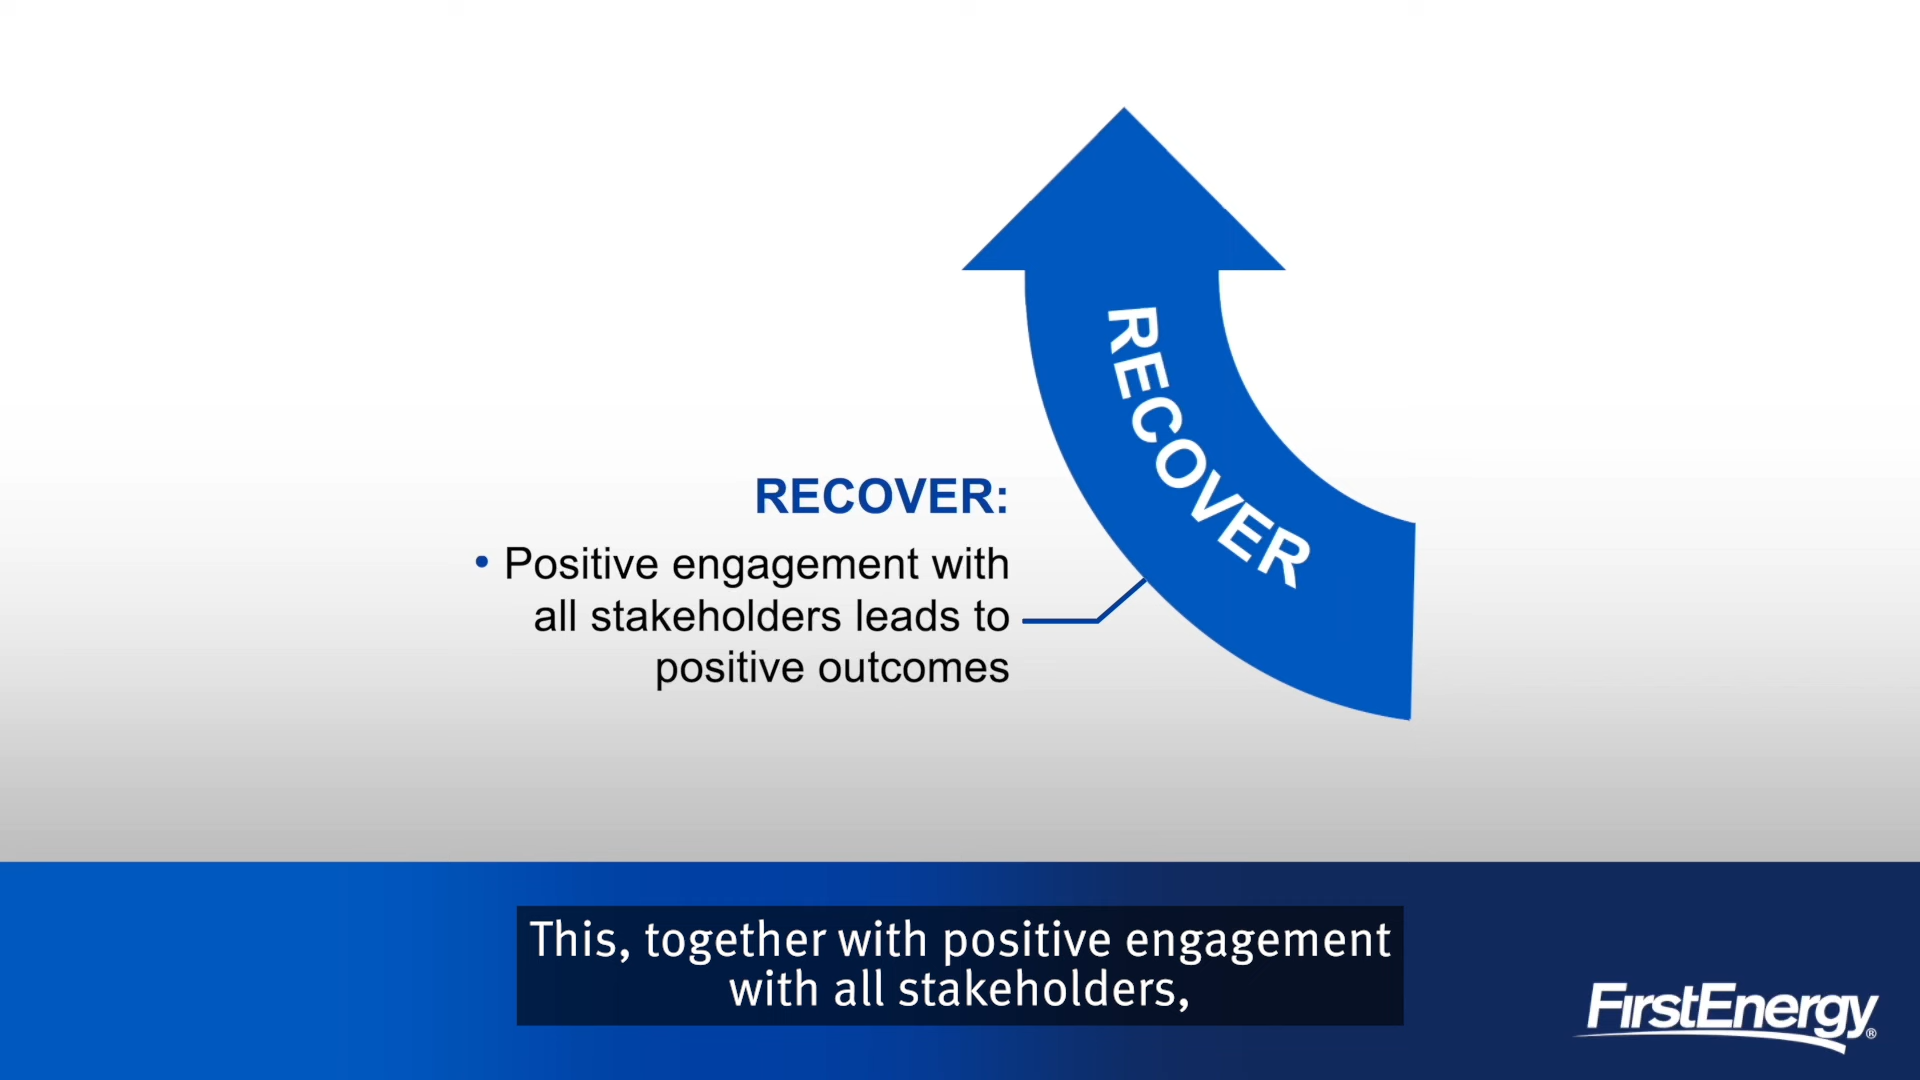 RECOVER
RECOVER:
• Positive engagement with
all stakeholders leads to
positive outcomes
This, together with positive engagement
with all stakeholders,
FirstEnergy®